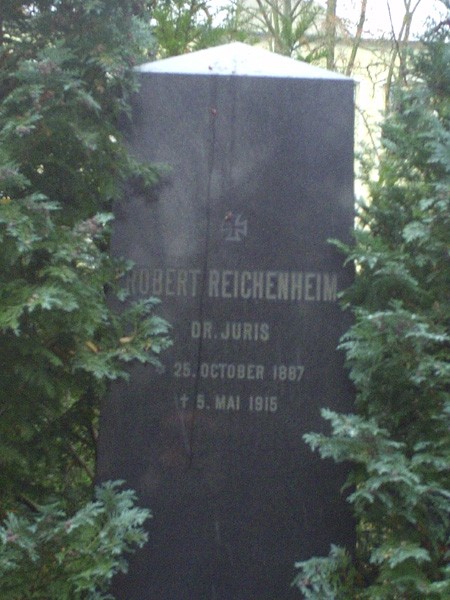 ROBERT REICHENHEIM
DR. JURIS
* 25. OCTOBER 1887
† 5. MAI 1915